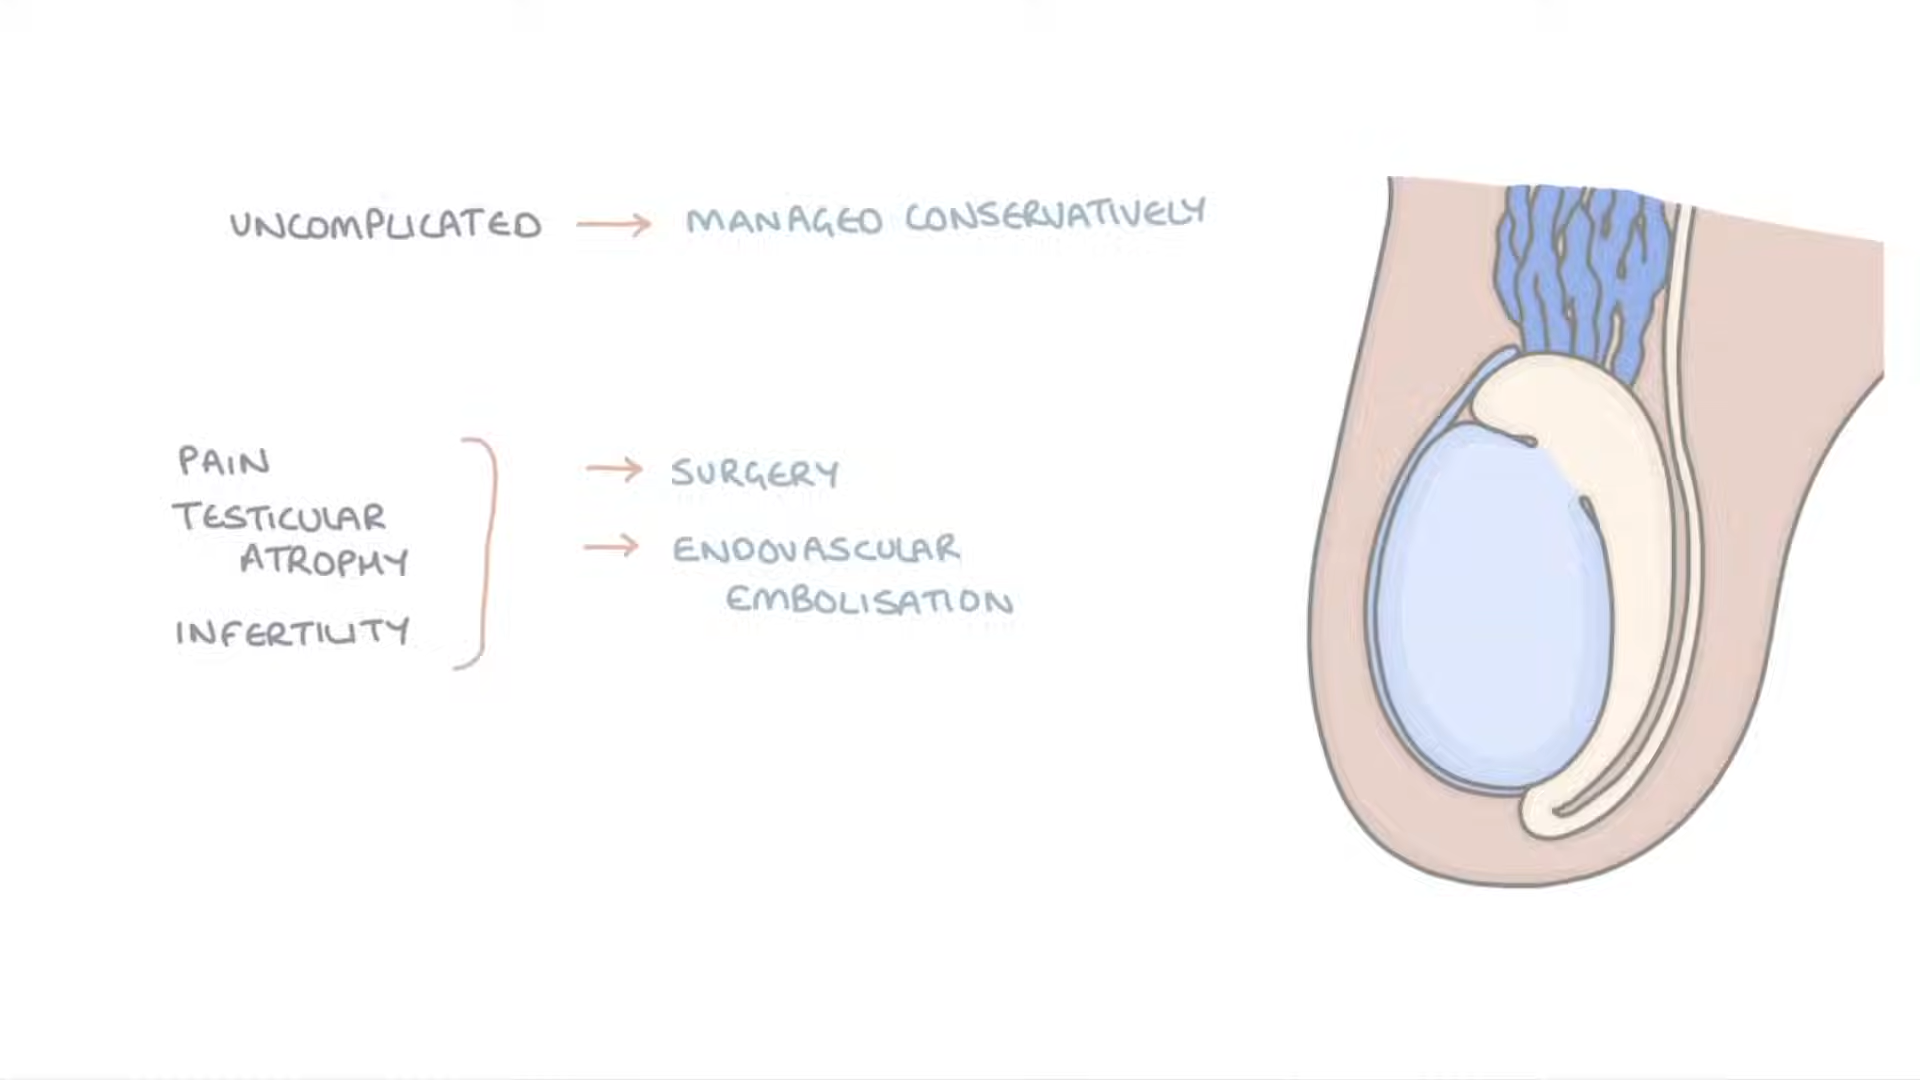 UNCOMPLICATED → MANAGED CONSERVATIVELY
PAIN
TESTICULAR
ATROPHY
INFERTILITY
→ SURGERY
→ ENDOVASCULAR
EMBOLISATION